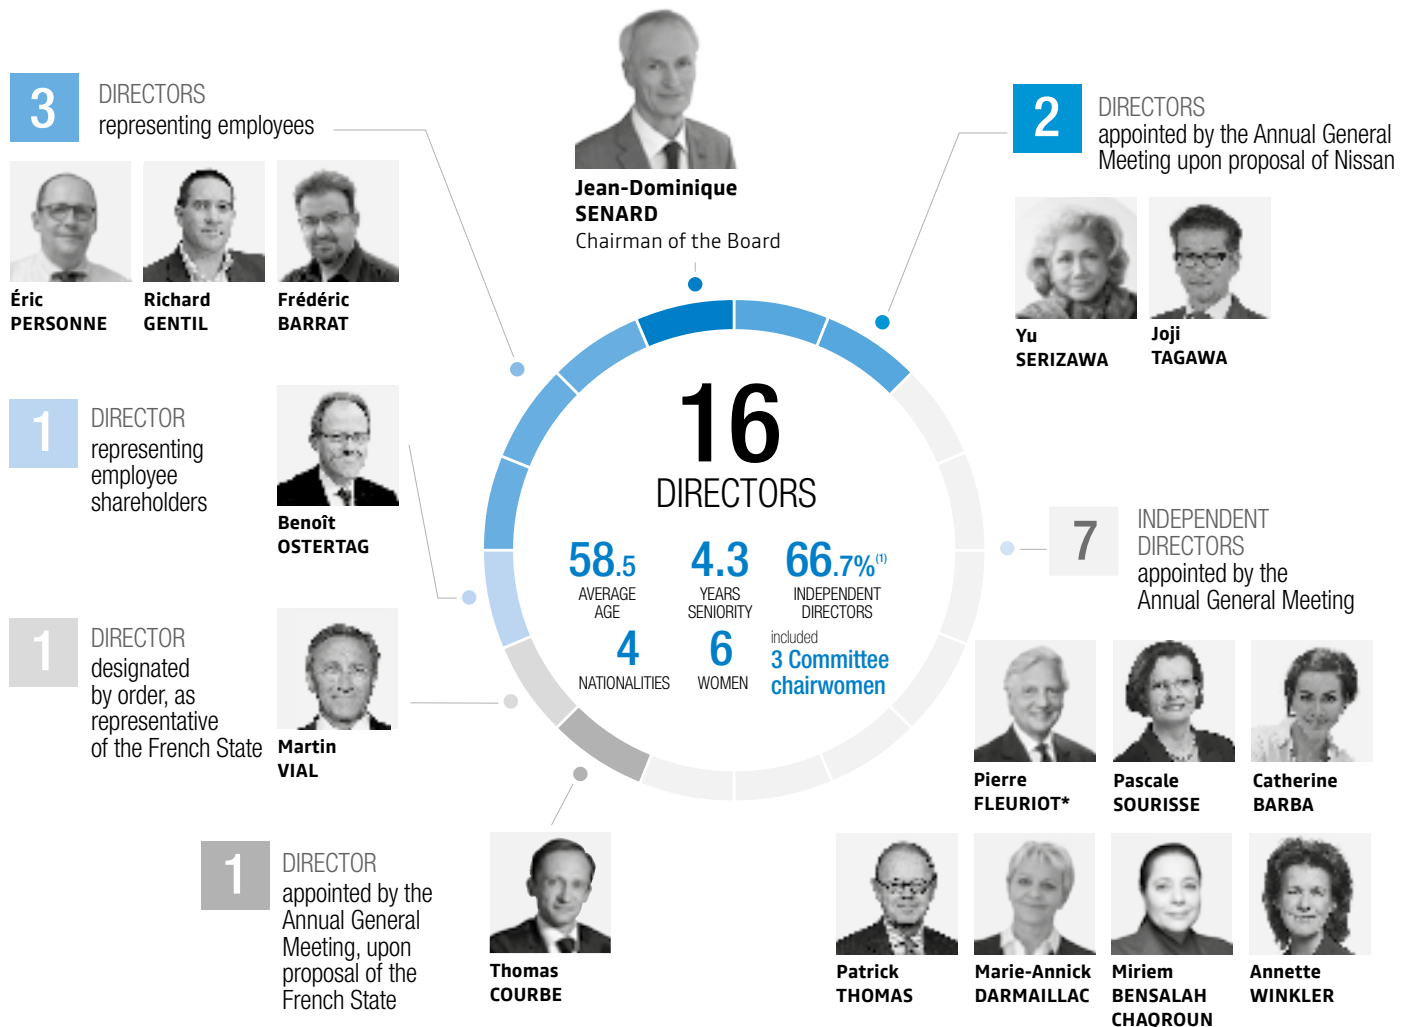 Jean-Dominique
SENARD
Chairman of the Board
3
DIRECTORS
representing employees
Éric
PERSONNE
Richard
GENTIL
Frédéric
BARRAT
2
DIRECTORS
appointed by the Annual General
Meeting upon proposal of Nissan
Yu
SERIZAWA
Joji
TAGAWA
1
DIRECTOR
representing
employee
shareholders
Benoît
OSTERTAG
16
DIRECTORS
58.5
AVERAGE
AGE
4.3
YEARS
SENIORITY
66.7%(1)
INDEPENDENT
DIRECTORS
4
NATIONALITIES
6
WOMEN
included
3 Committee
chairwomen
7
INDEPENDENT
DIRECTORS
appointed by the
Annual General Meeting
1
DIRECTOR
designated
by order, as
representative
of the French State
Martin
VIAL
Pierre
FLEURIOT*
Pascale
SOURISSE
Catherine
BARBA
1
DIRECTOR
appointed by the
Annual General
Meeting, upon
proposal of the
French State
Thomas
COURBE
Patrick
THOMAS
Marie-Annick
DARMAILLAC
Miriem
BENSALAH
CHAQROUN
Annette
WINKLER